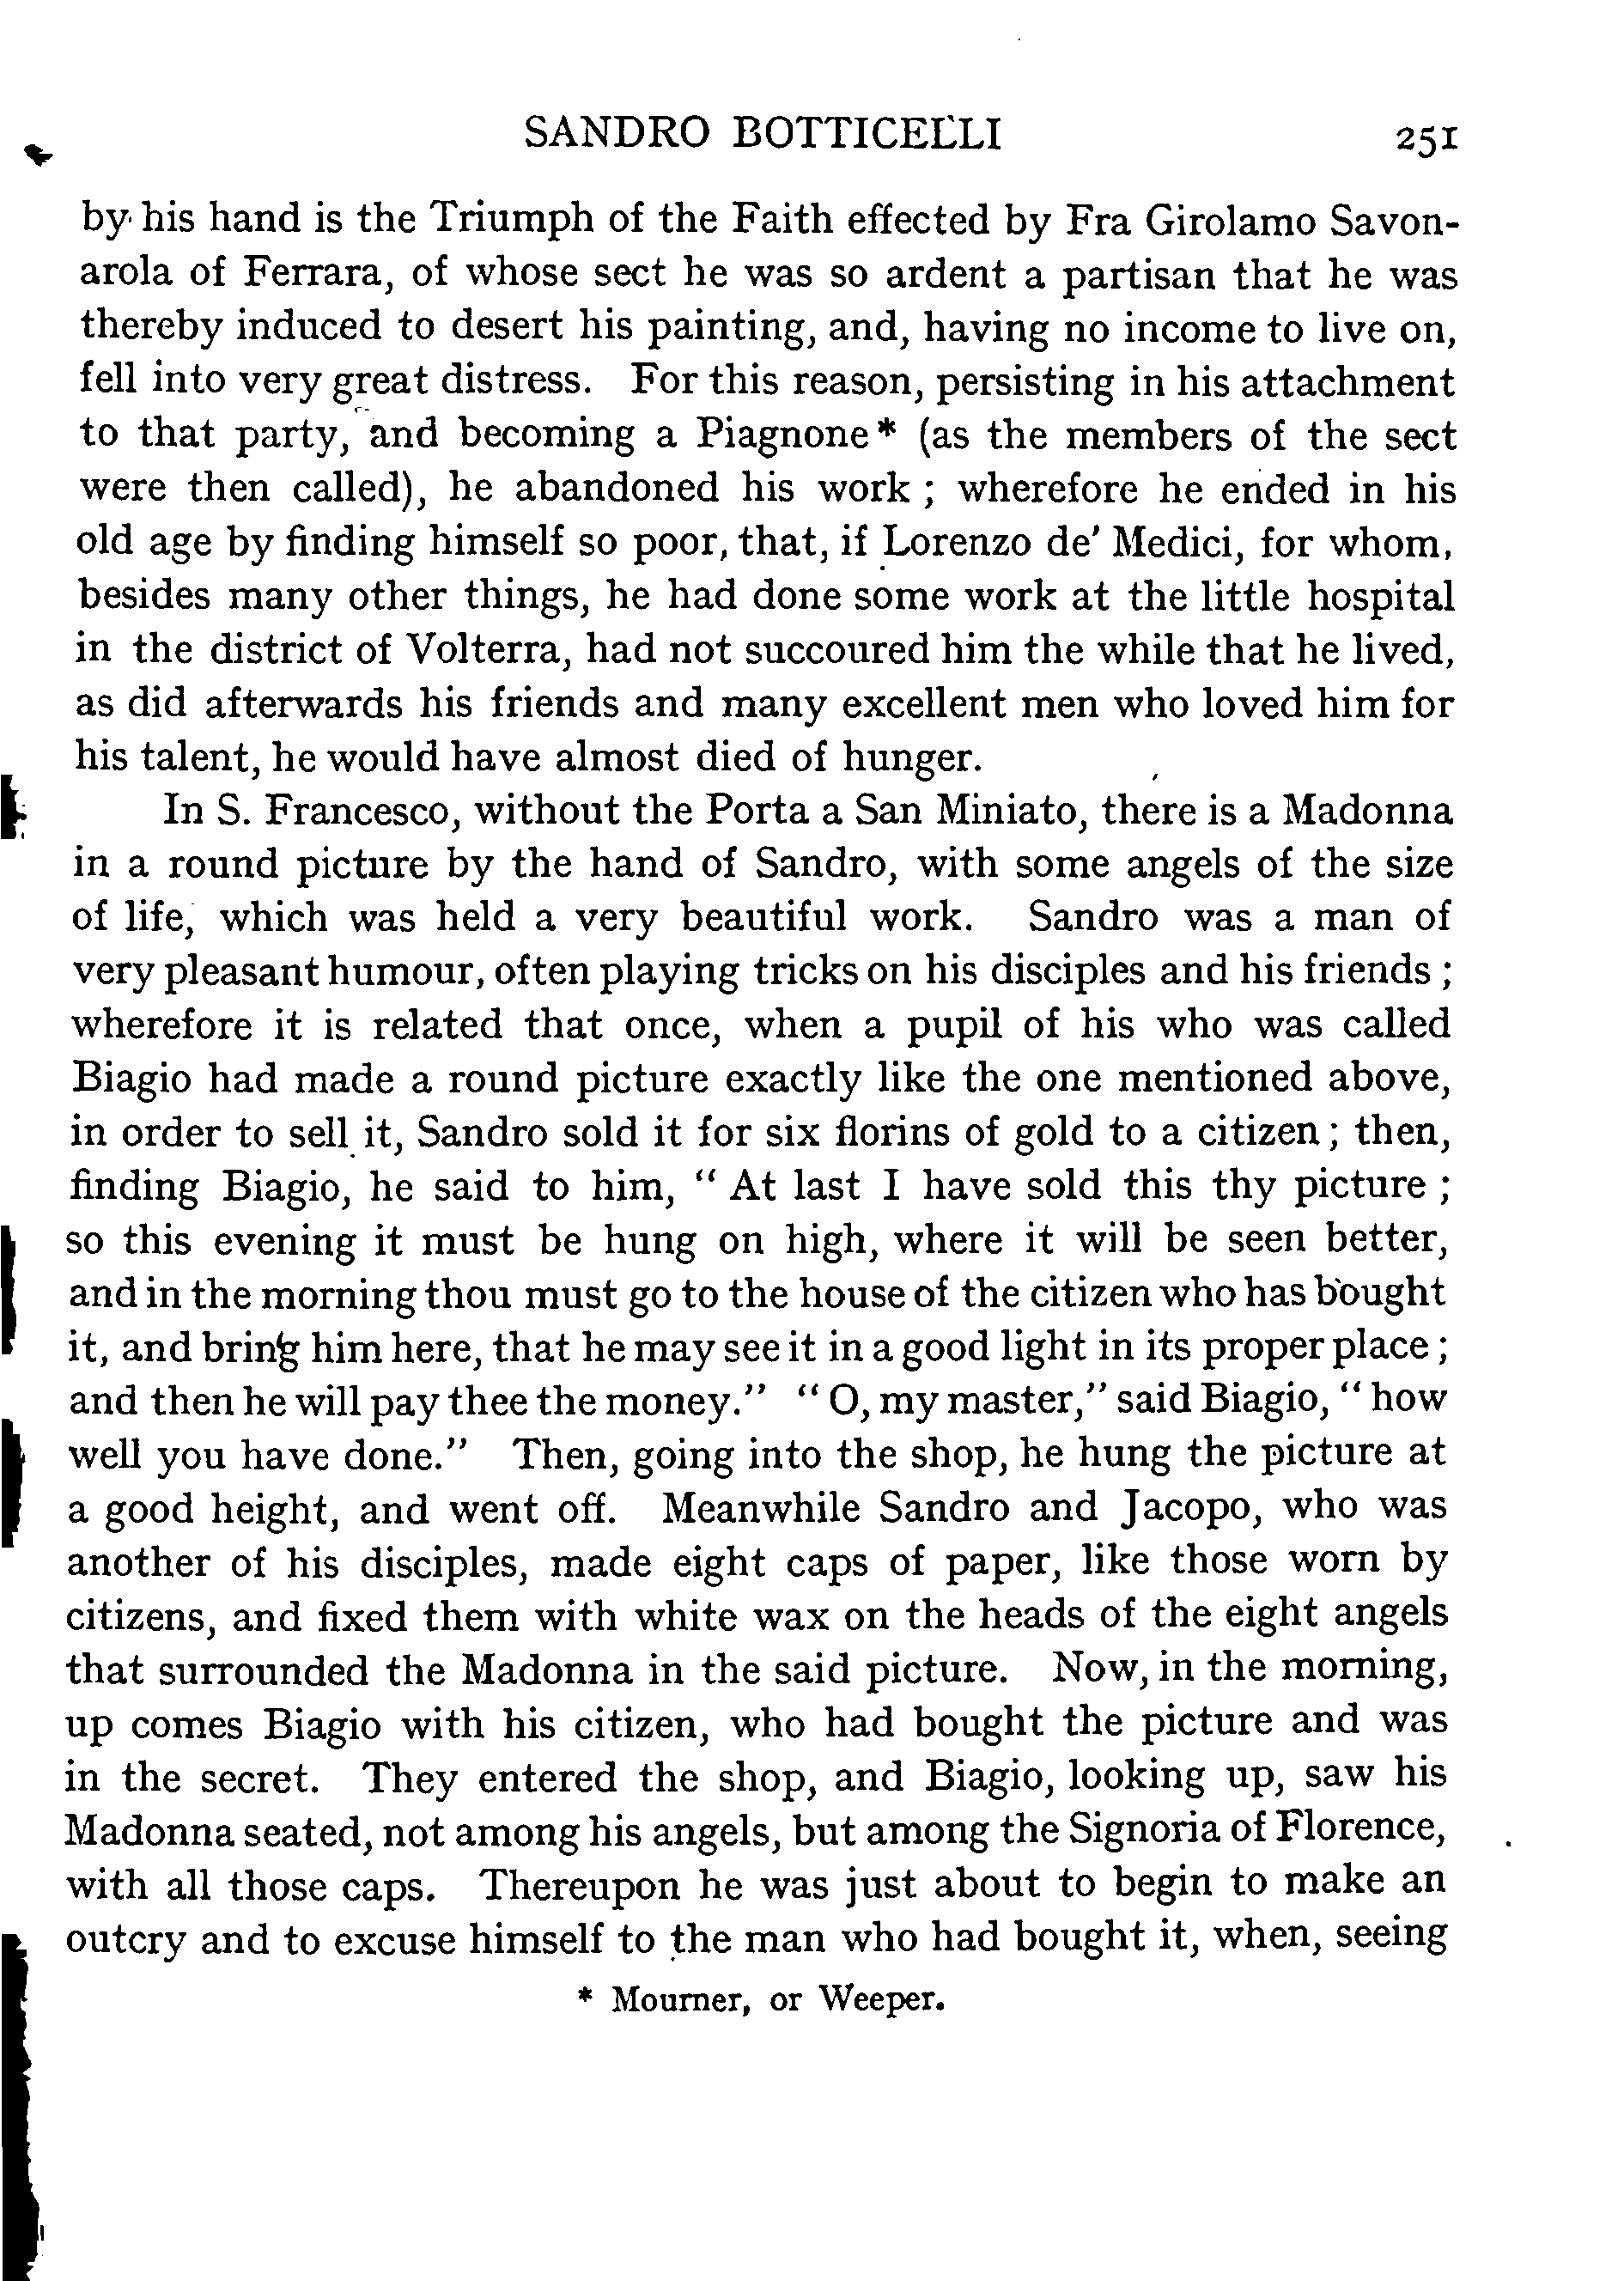 SANDRO BOTTICELLI 251
by his hand is the Triumph of the Faith effected by Fra Girolamo Savon-
arola of Ferrara, of whose sect he was so ardent a partisan that he was
thereby induced to desert his painting, and, having no income to live on,
fell into very great distress. For this reason, persisting in his attachment
to that party, and becoming a Piagnone* (as the members of the sect
were then called), he abandoned his work ; wherefore he ended in his
old age by finding himself so poor, that, if Lorenzo de' Medici, for whom,
besides many other things, he had done some work at the little hospital
in the district of Volterra, had not succoured him the while that he lived,
as did afterwards his friends and many excellent men who loved him for
his talent, he would have almost died of hunger.
In S. Francesco, without the Porta a San Miniato, there is a Madonna
in a round picture by the hand of Sandro, with some angels of the size
of life, which was held a very beautiful work. Sandro was a man of
very pleasant humour, often playing tricks on his disciples and his friends ;
wherefore it is related that once, when a pupil of his who was called
Biagio had made a round picture exactly like the one mentioned above,
in order to sell it, Sandro sold it for six florins of gold to a citizen ; then,
finding Biagio, he said to him, “ At last I have sold this thy picture ;
so this evening it must be hung on high, where it will be seen better,
and in the morning thou must go to the house of the citizen who has bought
it, and bring him here, that he may see it in a good light in its proper place ;
and then he will pay thee the money.” “ O, my master,” said Biagio, “ how
well you have done.” Then, going into the shop, he hung the picture at
a good height, and went off. Meanwhile Sandro and Jacopo, who was
another of his disciples, made eight caps of paper, like those worn by
citizens, and fixed them with white wax on the heads of the eight angels
that surrounded the Madonna in the said picture. Now, in the morning,
up comes Biagio with his citizen, who had bought the picture and was
in the secret. They entered the shop, and Biagio, looking up, saw his
Madonna seated, not among his angels, but among the Signoria of Florence,
with all those caps. Thereupon he was just about to begin to make an
outcry and to excuse himself to the man who had bought it, when, seeing
* Mourner, or Weeper.